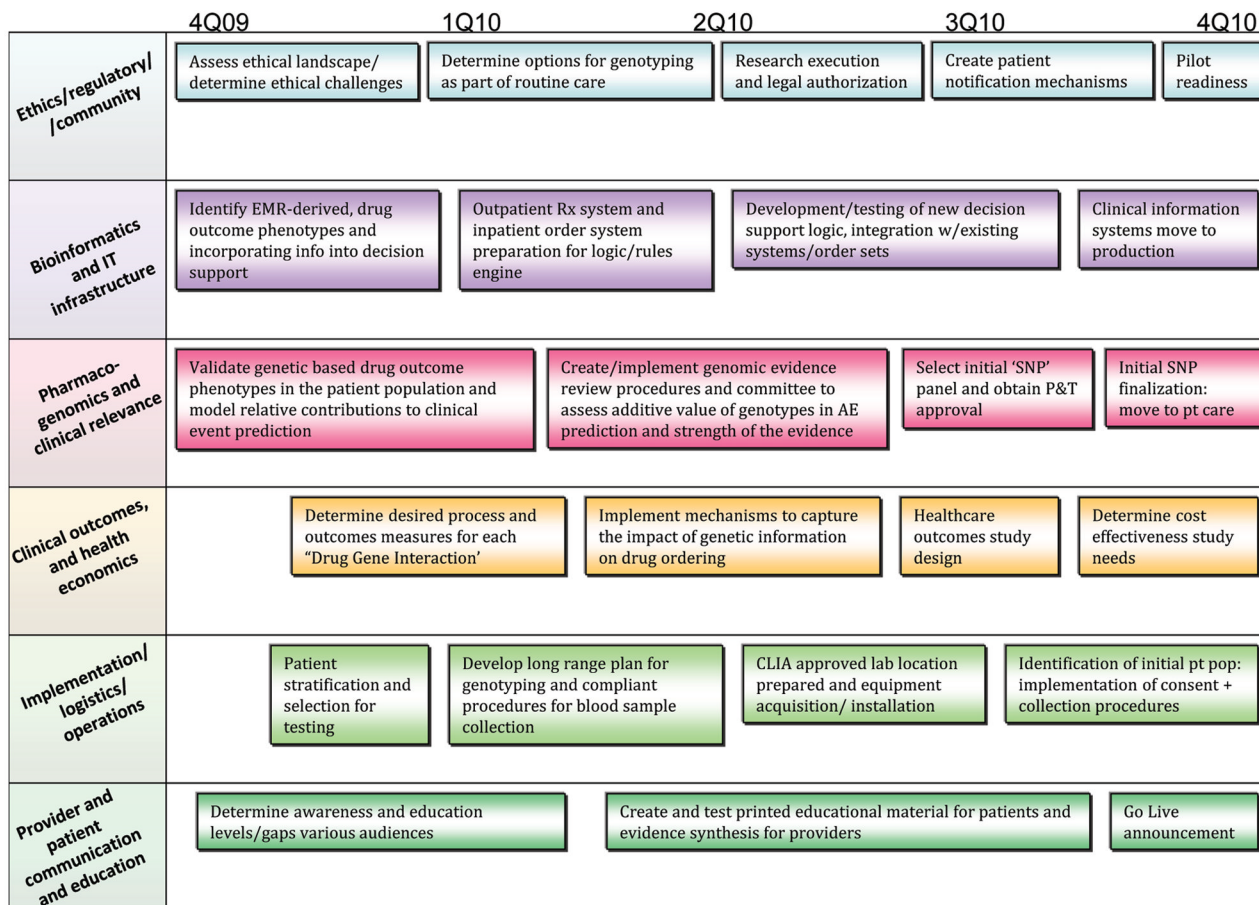 4Q09 1Q10 2Q10 3Q10 4Q10
Ethics/regulatory/
/community
Assess ethical landscape/
determine ethical challenges
Determine options for genotyping
as part of routine care
Research execution
and legal authorization
Create patient
notification mechanisms
Pilot
readiness
Bioinformatics
and IT
infrastructure
Identify EMR-derived, drug
outcome phenotypes and
incorporating info into decision
support
Outpatient Rx system and
inpatient order system
preparation for logic/rules
engine
Development/testing of new decision
support logic, integration w/existing
systems/order sets
Clinical information
systems move to
production
Pharmaco-
genomics and
clinical relevance
Validate genetic based drug outcome
phenotypes in the patient population and
model relative contributions to clinical
event prediction
Create/implement genomic evidence
review procedures and committee to
assess additive value of genotypes in AE
prediction and strength of the evidence
Select initial ‘SNP’
panel and obtain P&T
approval
Initial SNP
finalization:
move to pt care
Clinical outcomes,
and health
economics
Determine desired process and
outcomes measures for each
“Drug Gene Interaction’
Implement mechanisms to capture
the impact of genetic information
on drug ordering
Healthcare
outcomes study
design
Determine cost
effectiveness study
needs
Implementation/
logistics/
operations
Patient
stratification and
selection for
testing
Develop long range plan for
genotyping and compliant
procedures for blood sample
collection
CLIA approved lab location
prepared and equipment
acquisition/ installation
Identification of initial pt pop:
implementation of consent +
collection procedures
Provider and
patient
communication
and education
Determine awareness and education
levels/gaps various audiences
Create and test printed educational material for patients and
evidence synthesis for providers
Go Live
announcement